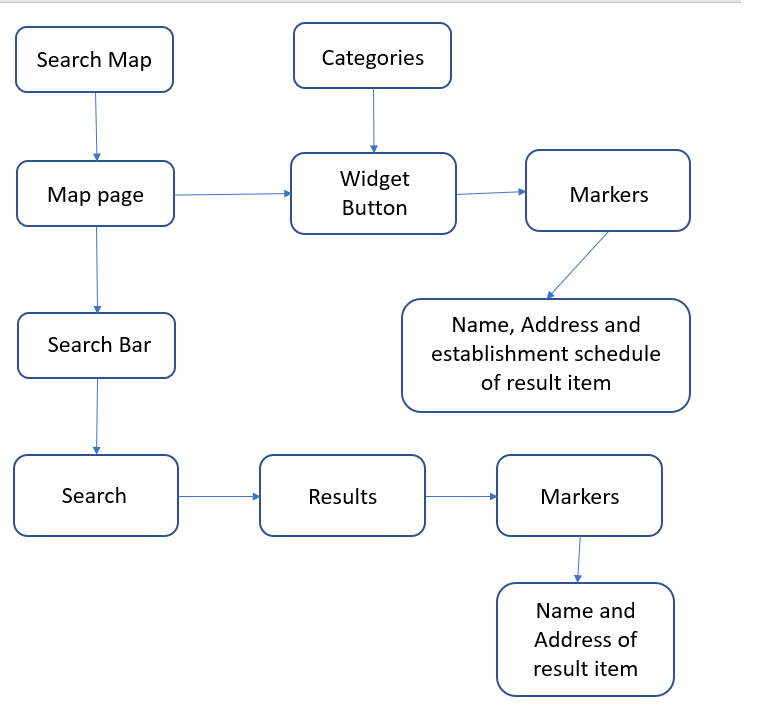 Search Map
Categories
Map page
Widget
Button
Markers
Search Bar
Name, Address and
establishment schedule
of result item
Search
Results
Markers
Name and
Address of
result item